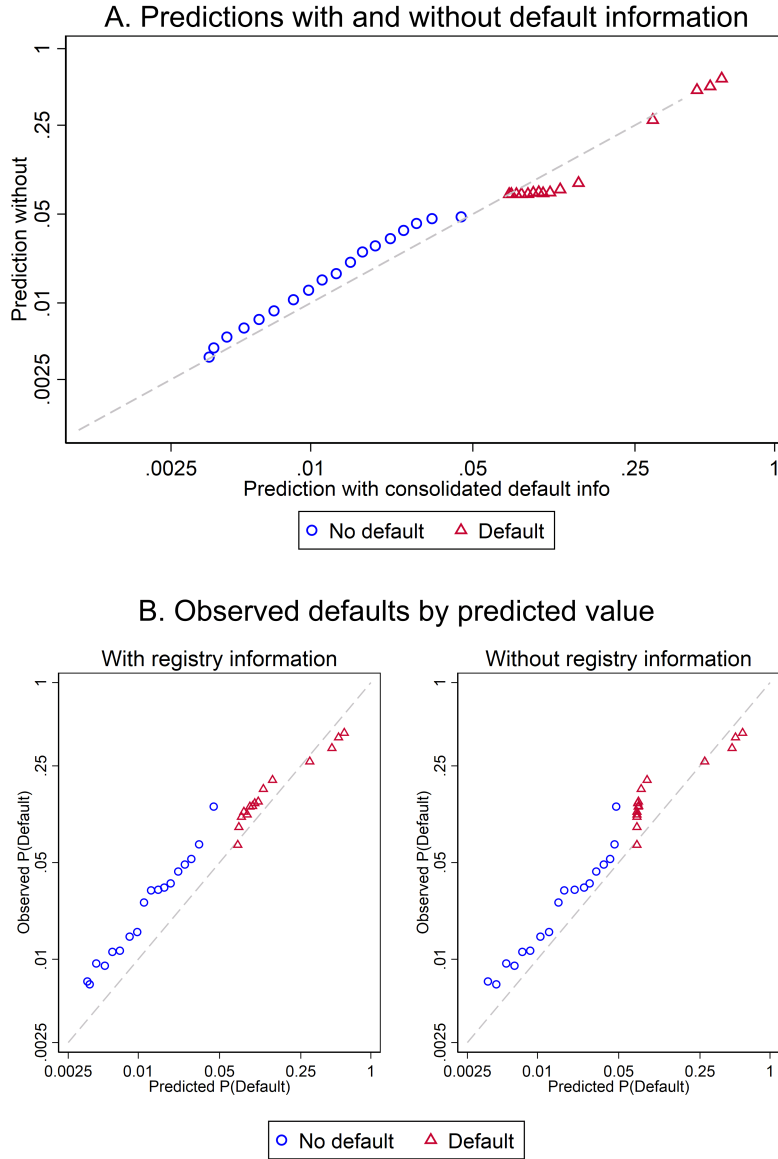 A. Predictions with and without default information
Prediction without
1
.25
.05
.01
.0025
.0025 .01 .05 .25 1
Prediction with consolidated default info
No default Default
B. Observed defaults by predicted value
With registry information
Observed P(Default)
1
.25
.05
.01
.0025
0.0025 0.01 0.05 0.25 1
Predicted P(Default)
Without registry information
Observed P(Default)
1
.25
.05
.01
.0025
0.0025 0.01 0.05 0.25 1
Predicted P(Default)
No default Default